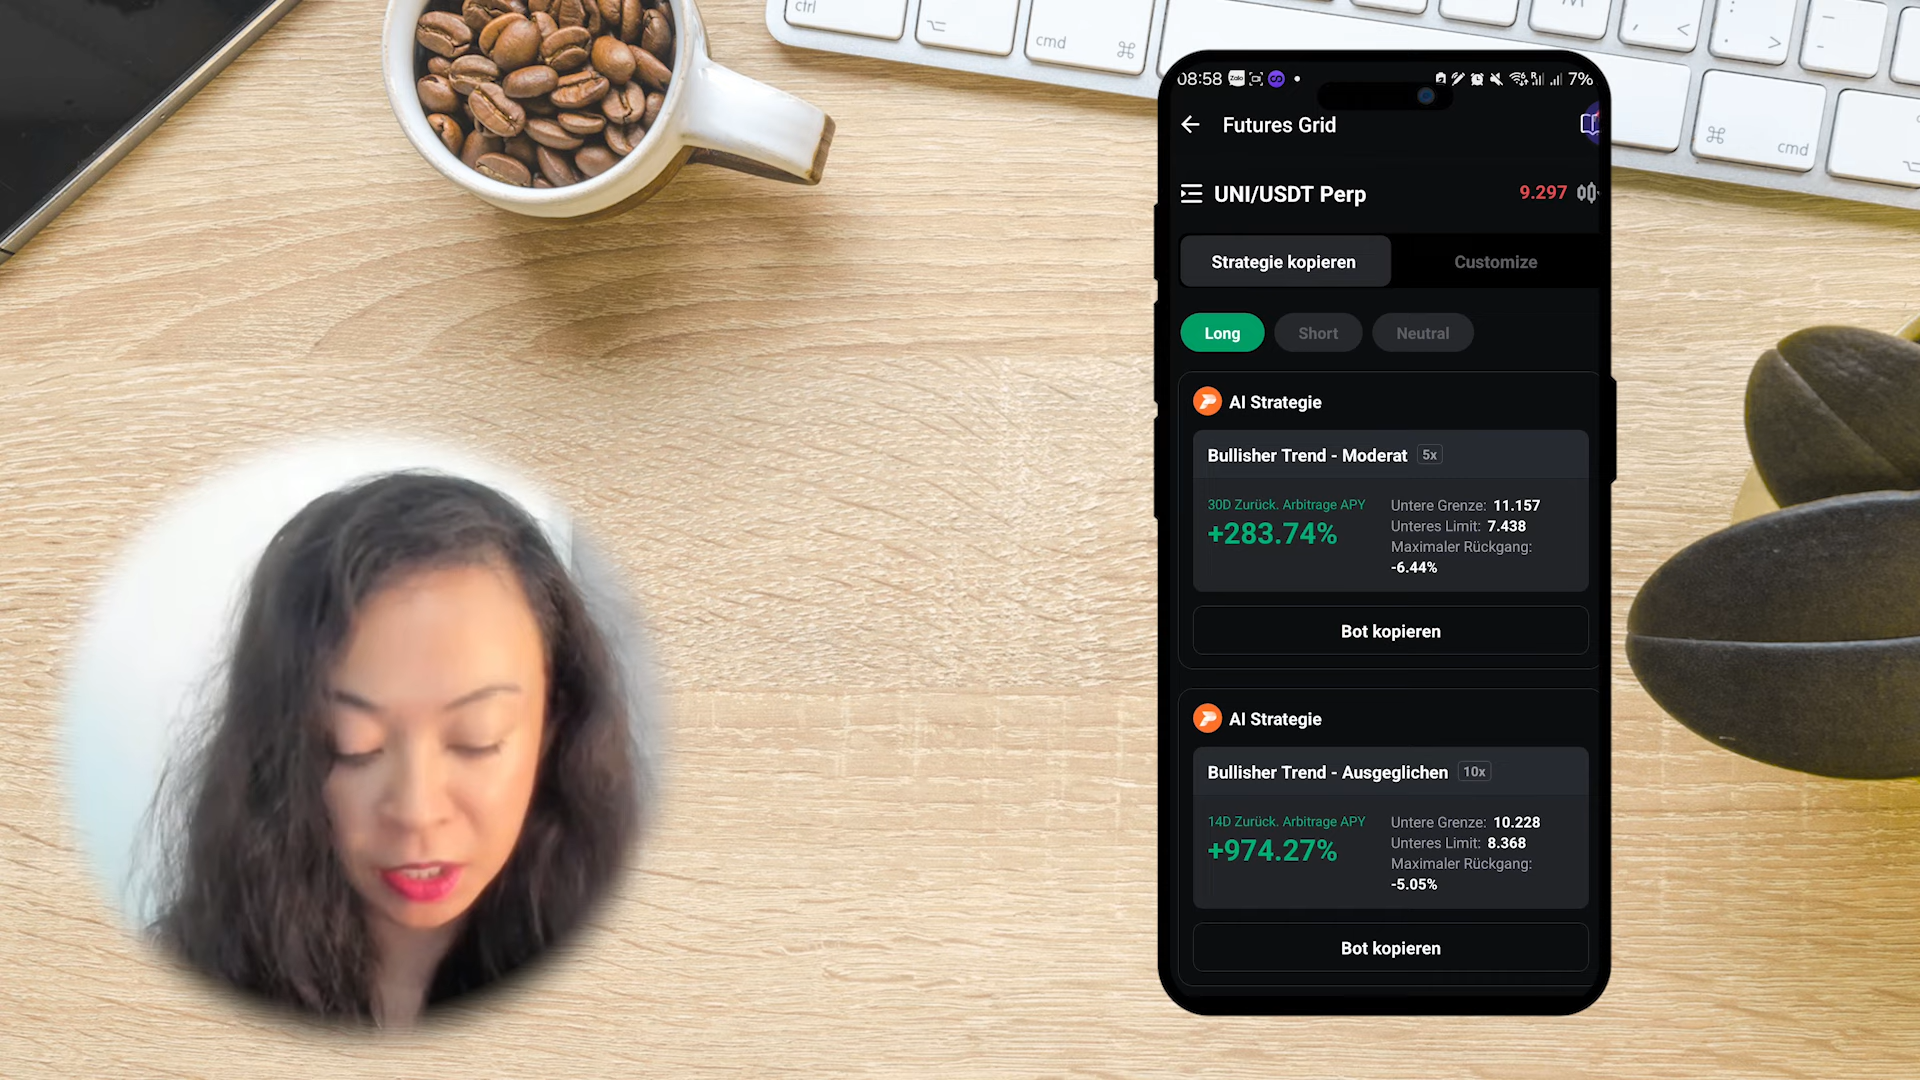 ctrl
cmd ⌘
⌘ cmd
08:58 Zalo 7%
Futures Grid
UNI/USDT Perp 9.297
Strategie kopieren Customize
Long Short Neutral
AI Strategie
Bullisher Trend - Moderat 5x
30D Zurück. Arbitrage APY
+283.74%
Untere Grenze: 11.157
Unteres Limit: 7.438
Maximaler Rückgang:
-6.44%
Bot kopieren
AI Strategie
Bullisher Trend - Ausgeglichen 10x
14D Zurück. Arbitrage APY
+974.27%
Untere Grenze: 10.228
Unteres Limit: 8.368
Maximaler Rückgang:
-5.05%
Bot kopieren